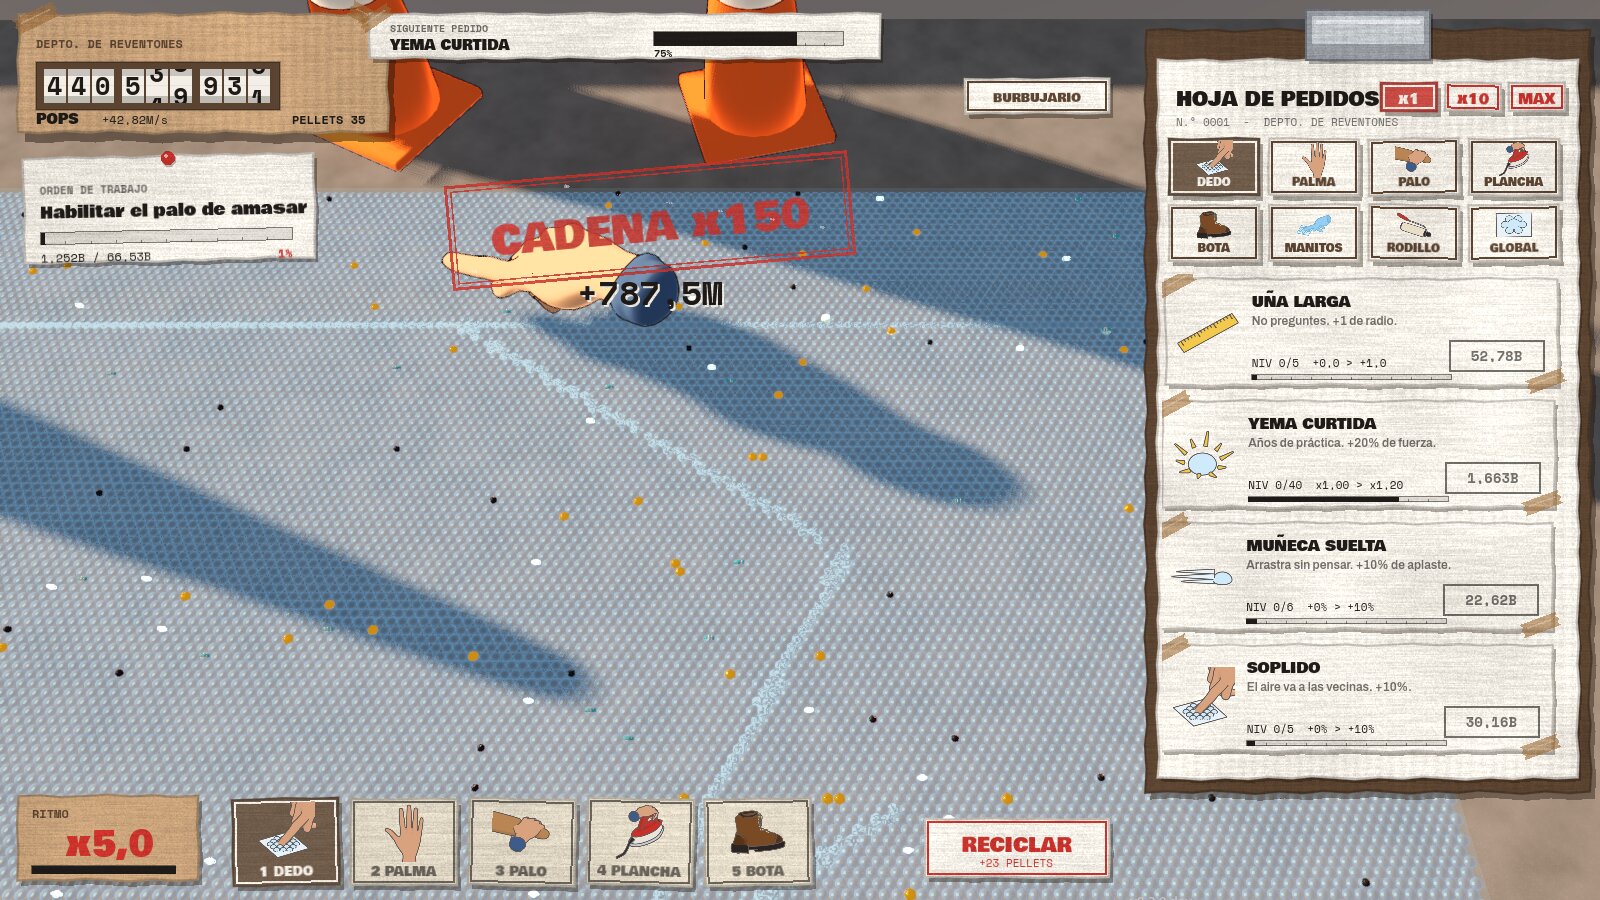 DEPTO. DE REVENTONES
POPS
+42,82M/s
PELLETS 35
SIGUIENTE PEDIDO
YEMA CURTIDA
75%
BURBUJARIO
ORDEN DE TRABAJO
Habilitar el palo de amasar
1,252B / 66,53B
1%
CADENA x150
+787,5M
HOJA DE PEDIDOS
x1
x10
MAX
N.° 0001 - DEPTO. DE REVENTONES
DEDO
PALMA
PALO
PLANCHA
BOTA
MANITOS
RODILLO
GLOBAL
UÑA LARGA
No preguntes. +1 de radio.
NIV 0/5 +0,0 > +1,0
52,78B
YEMA CURTIDA
Años de práctica. +20% de fuerza.
NIV 0/40 x1,00 > x1,20
1,663B
MUÑECA SUELTA
Arrastra sin pensar. +10% de aplaste.
NIV 0/6 +0% > +10%
22,62B
SOPLIDO
El aire va a las vecinas. +10%.
NIV 0/5 +0% > +10%
30,16B
RITMO
x5,0
1 DEDO
2 PALMA
3 PALO
4 PLANCHA
5 BOTA
RECICLAR
+23 PELLETS